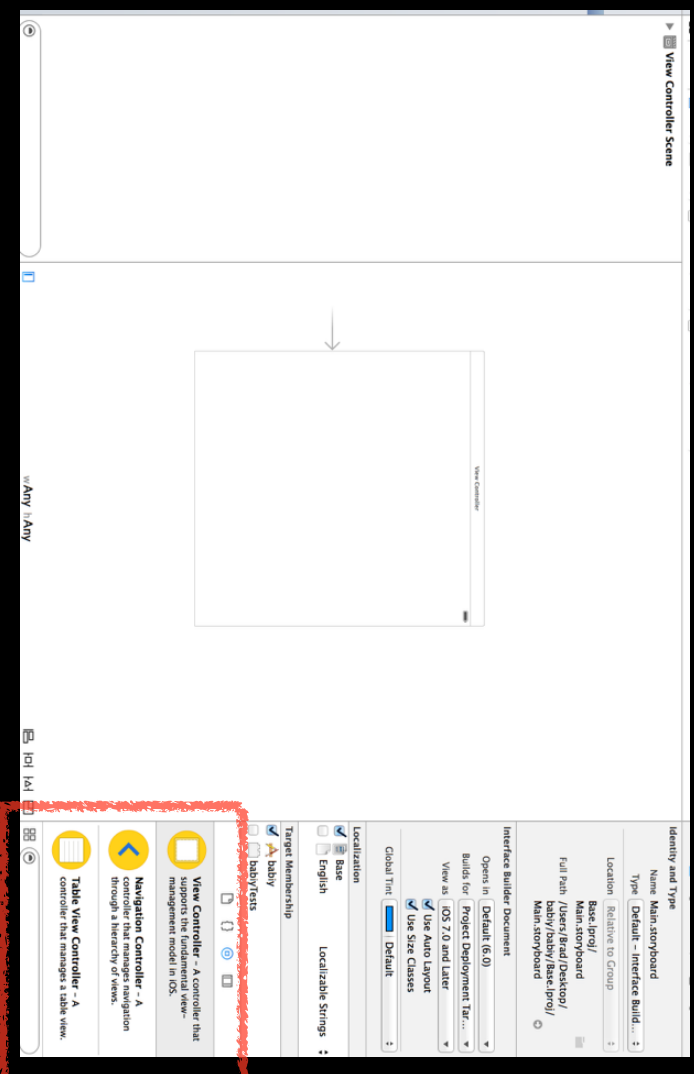 View Controller Scene
View Controller
wAny hAny
Identity and Type
Name Main.storyboard
Type Default - Interface Build...
Location Relative to Group
Base.lproj/
Main.storyboard
Full Path /Users/Brad/Desktop/
babiy/babiy/Base.lproj/
Main.storyboard
Interface Builder Document
Opens in Default (6.0)
Builds for Project Deployment Tar...
View as iOS 7.0 and Later
Use Auto Layout
Use Size Classes
Global Tint Default
Localization
Base
English Localizable Strings
Target Membership
babiy
babiyTests
{}
View Controller - A controller that
supports the fundamental view-
management model in iOS.
Navigation Controller - A
controller that manages navigation
through a hierarchy of views.
Table View Controller - A
controller that manages a table view.